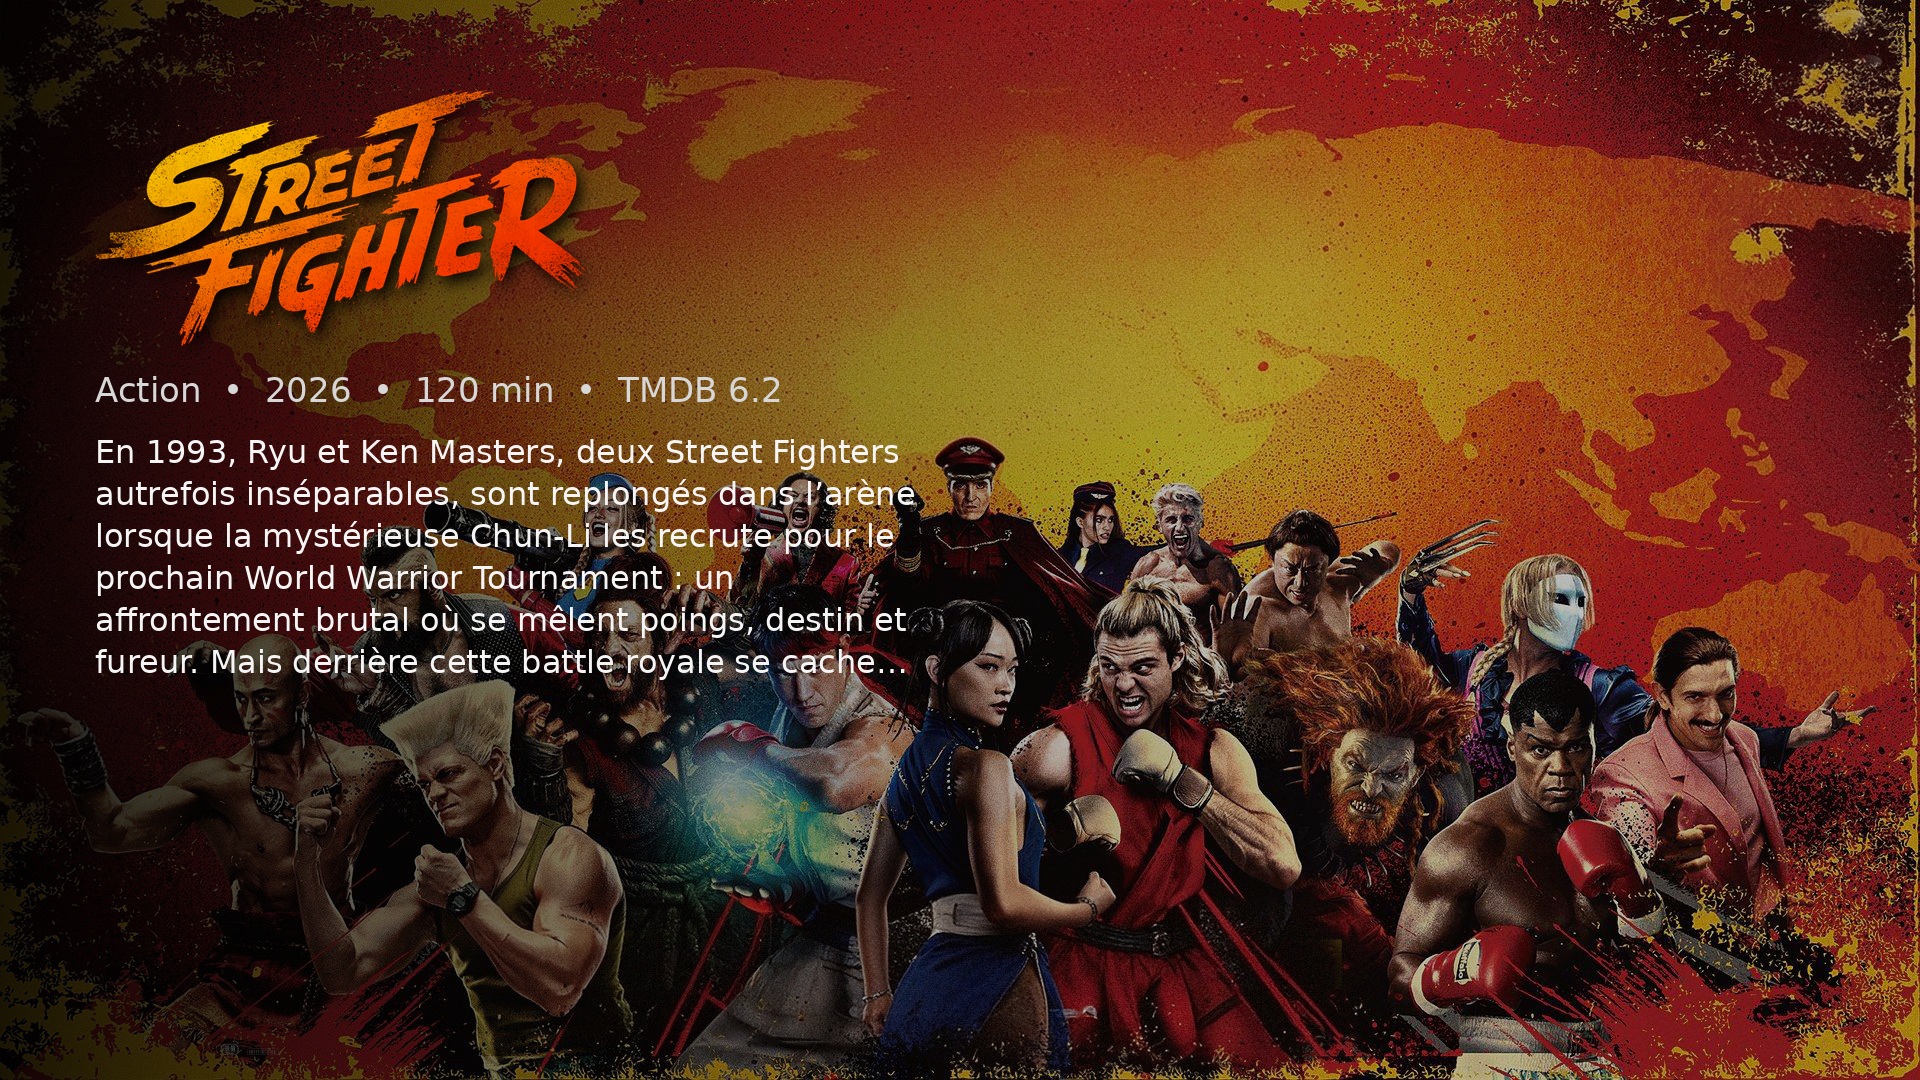 STREET
FIGHTER
Action • 2026 • 120 min • TMDB 6.2
En 1993, Ryu et Ken Masters, deux Street Fighters
autrefois inséparables, sont replongés dans l’arène
lorsque la mystérieuse Chun-Li les recrute pour le
prochain World Warrior Tournament : un
affrontement brutal où se mêlent poings, destin et
fureur. Mais derrière cette battle royale se cache…